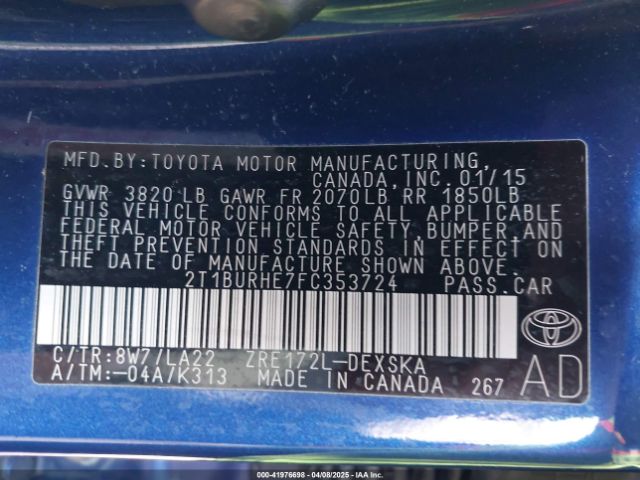 MFD.BY:TOYOTA MOTOR MANUFACTURING,
CANADA,INC. 01/15
GVWR 3820 LB GAWR FR 2070LB RR 1850LB
THIS VEHICLE CONFORMS TO ALL APPLICABLE
FEDERAL MOTOR VEHICLE SAFETY, BUMPER AND
THEFT PREVENTION STANDARDS IN EFFECT ON
THE DATE OF MANUFACTURE SHOWN ABOVE.
2T1BURHE7FC353724 PASS.CAR
C/TR:8W7/LA22 ZRE172L-DEXSKA
A/TM:-04A/K313 MADE IN CANADA 267
AD
000-41976698 - 04/08/2025 - IAA Inc.